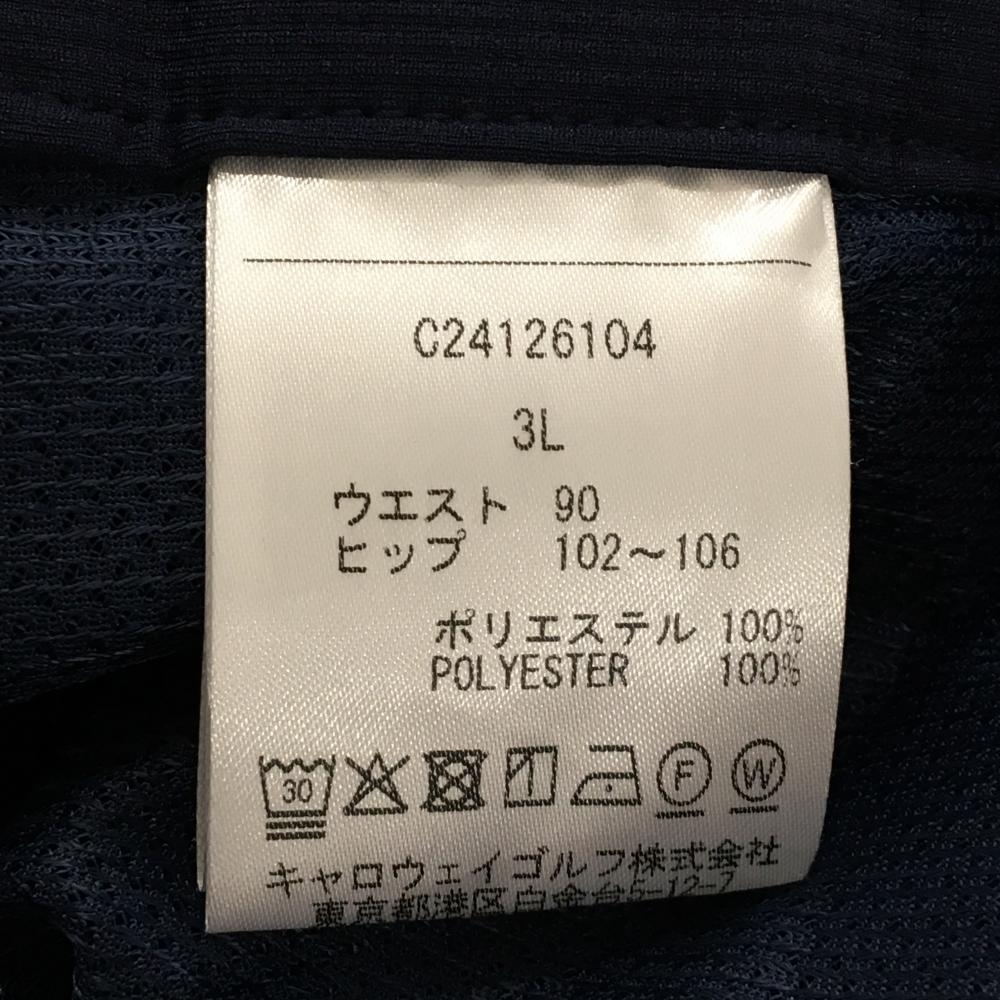 C24126104
3L
ウエスト 90
ヒップ 102～106
ポリエステル 100%
POLYESTER 100%
30 F W
キャロウェイゴルフ株式会社
東京都港区白金台5-12-7